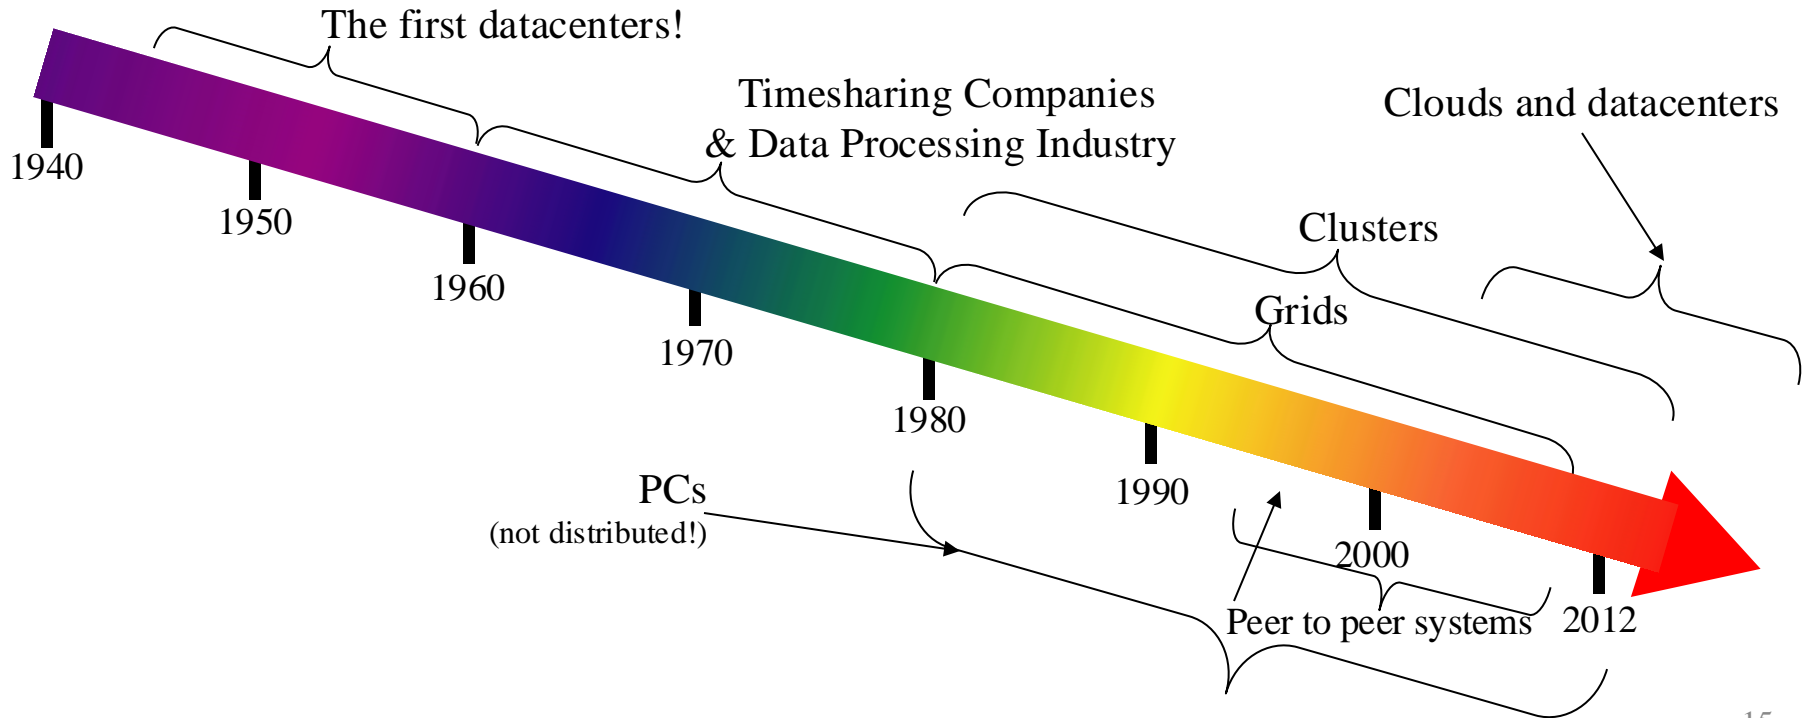 The first datacenters!
Timesharing Companies
& Data Processing Industry
Clouds and datacenters
Clusters
Grids
1940
1950
1960
1970
1980
1990
2000
2012
PCs
(not distributed!)
Peer to peer systems
15